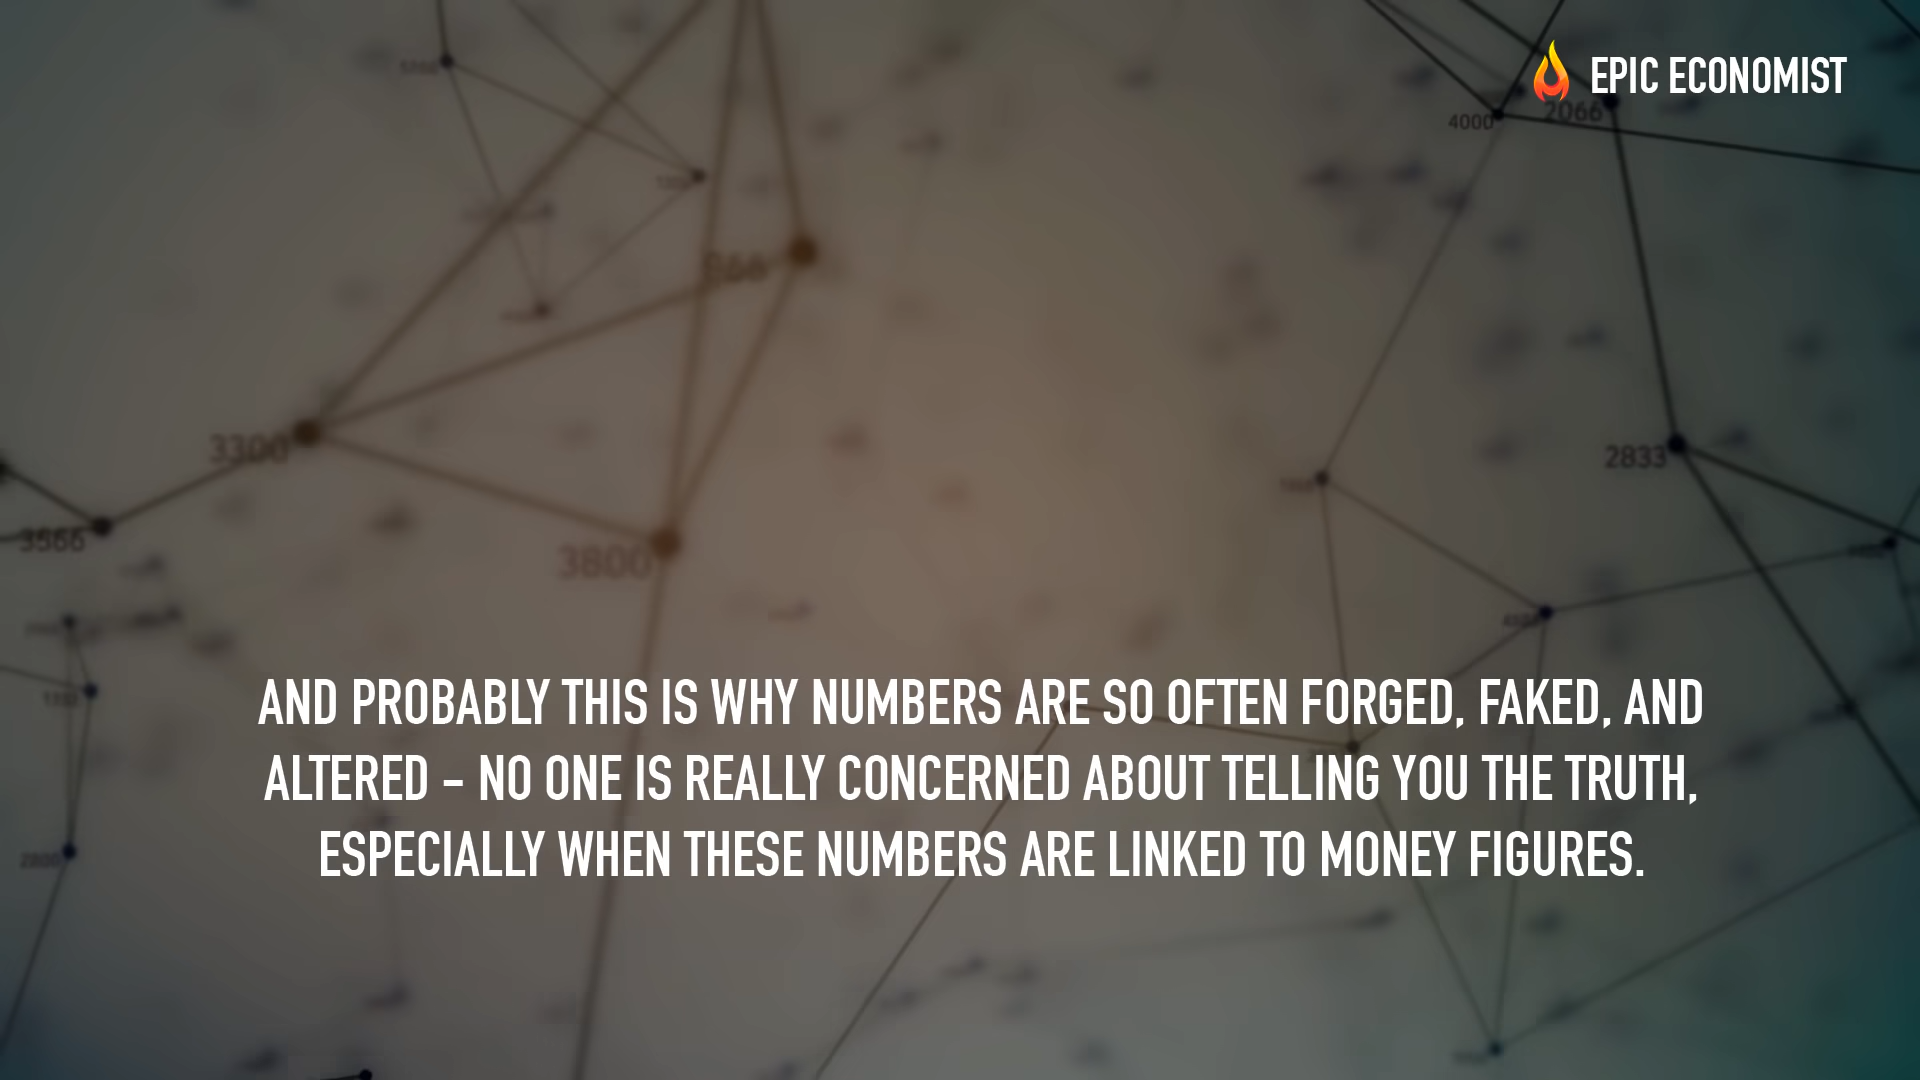 EPIC ECONOMIST
4000
2066
3300
2833
3566
3800
AND PROBABLY THIS IS WHY NUMBERS ARE SO OFTEN FORGED, FAKED, AND
ALTERED – NO ONE IS REALLY CONCERNED ABOUT TELLING YOU THE TRUTH,
ESPECIALLY WHEN THESE NUMBERS ARE LINKED TO MONEY FIGURES.
2800